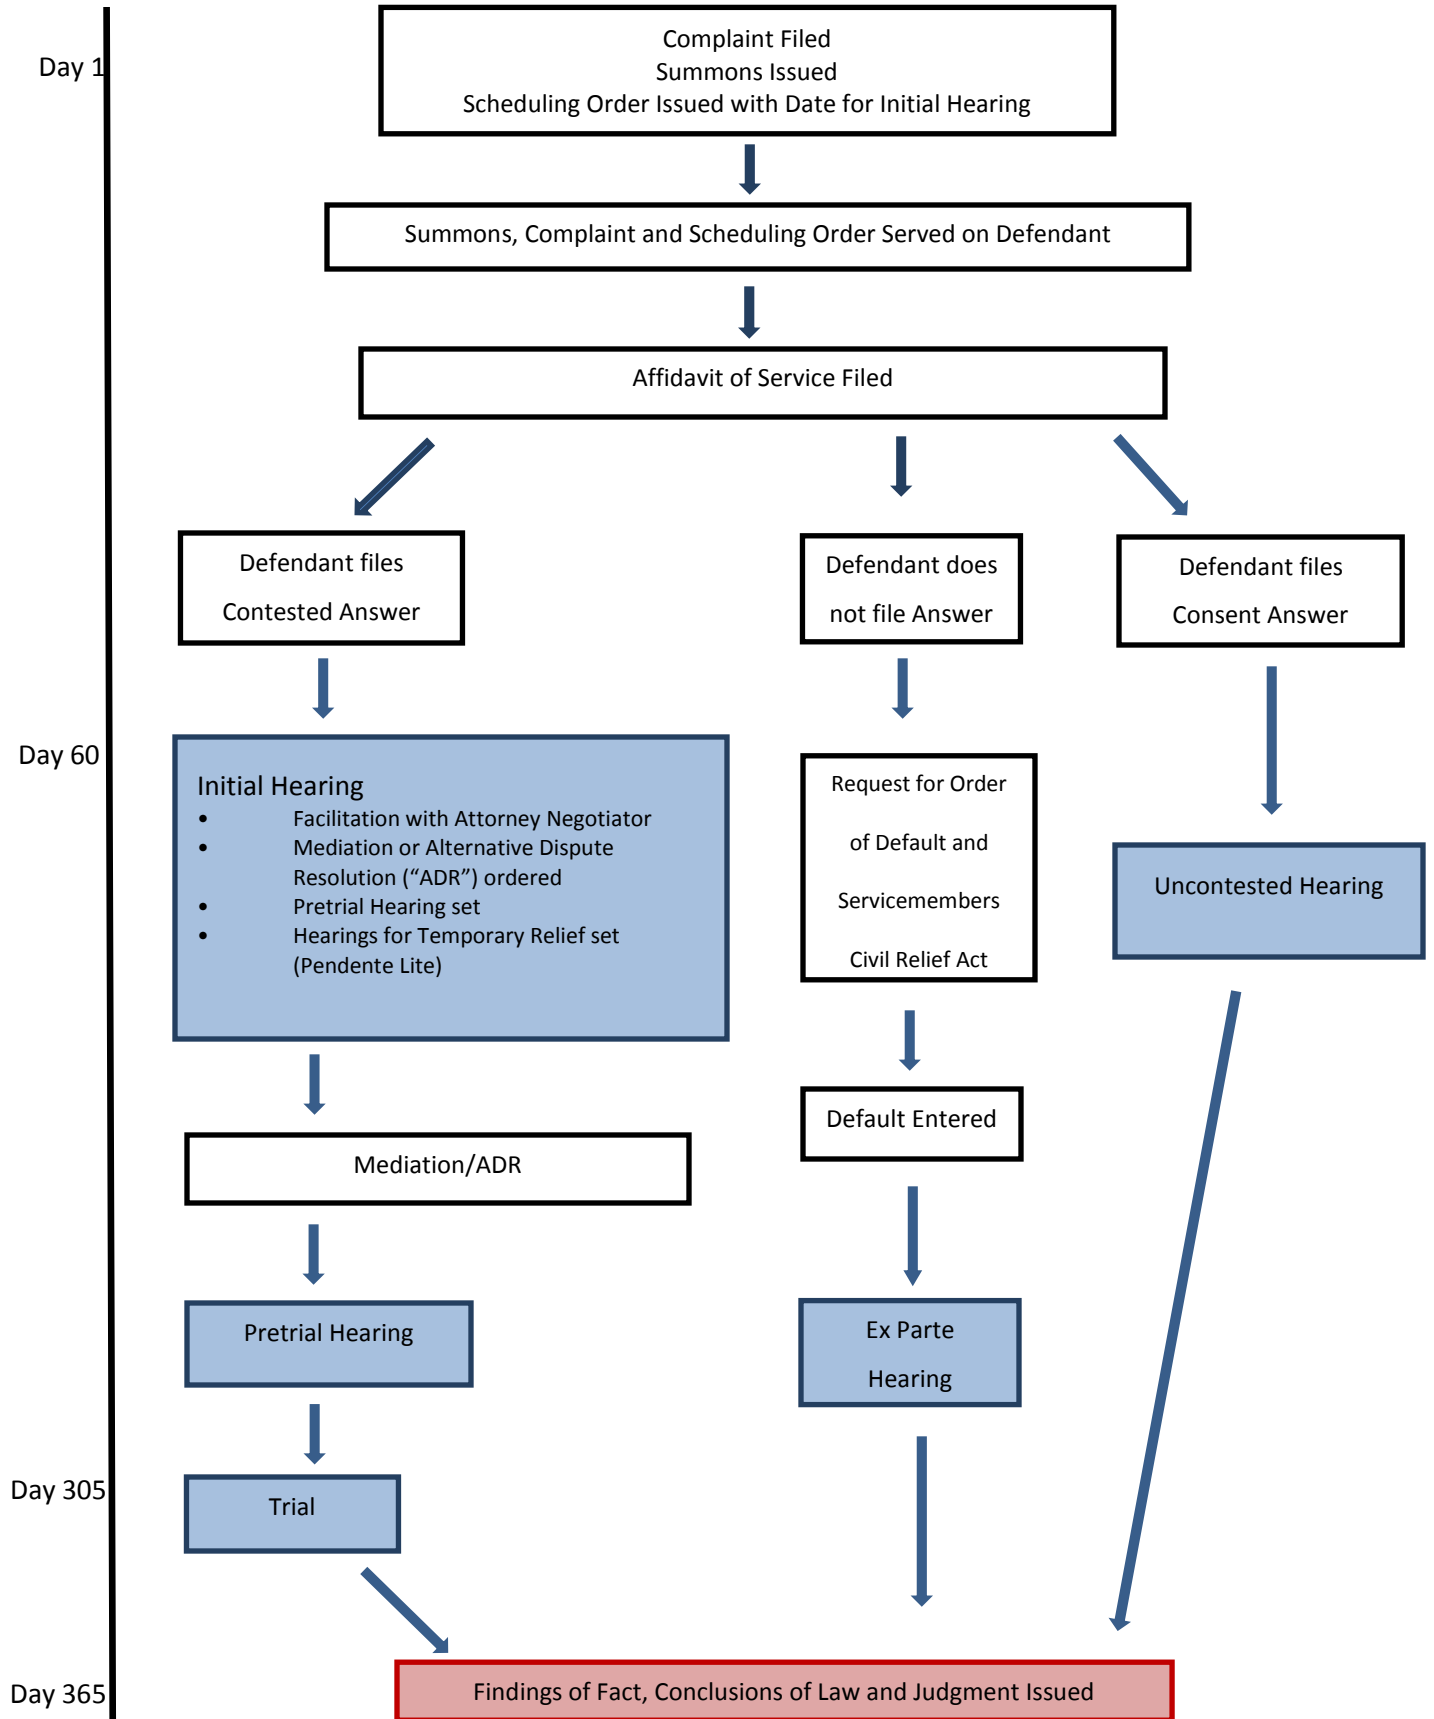 Day 1
Complaint Filed
Summons Issued
Scheduling Order Issued with Date for Initial Hearing
Summons, Complaint and Scheduling Order Served on Defendant
Affidavit of Service Filed
Defendant files
Contested Answer
Defendant does
not file Answer
Defendant files
Consent Answer
Day 60
Initial Hearing
• Facilitation with Attorney Negotiator
• Mediation or Alternative Dispute
Resolution (“ADR”) ordered
• Pretrial Hearing set
• Hearings for Temporary Relief set
(Pendente Lite)
Request for Order
of Default and
Servicemembers
Civil Relief Act
Uncontested Hearing
Default Entered
Mediation/ADR
Pretrial Hearing
Ex Parte
Hearing
Day 305
Trial
Day 365
Findings of Fact, Conclusions of Law and Judgment Issued